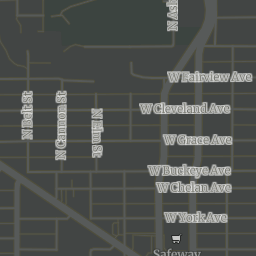 N Ash
W Fairview Ave
N Belt St
N Cannon St
N Elm St
W Cleveland Ave
W Grace Ave
W Buckeye Ave
W Chelan Ave
W York Ave
Safeway